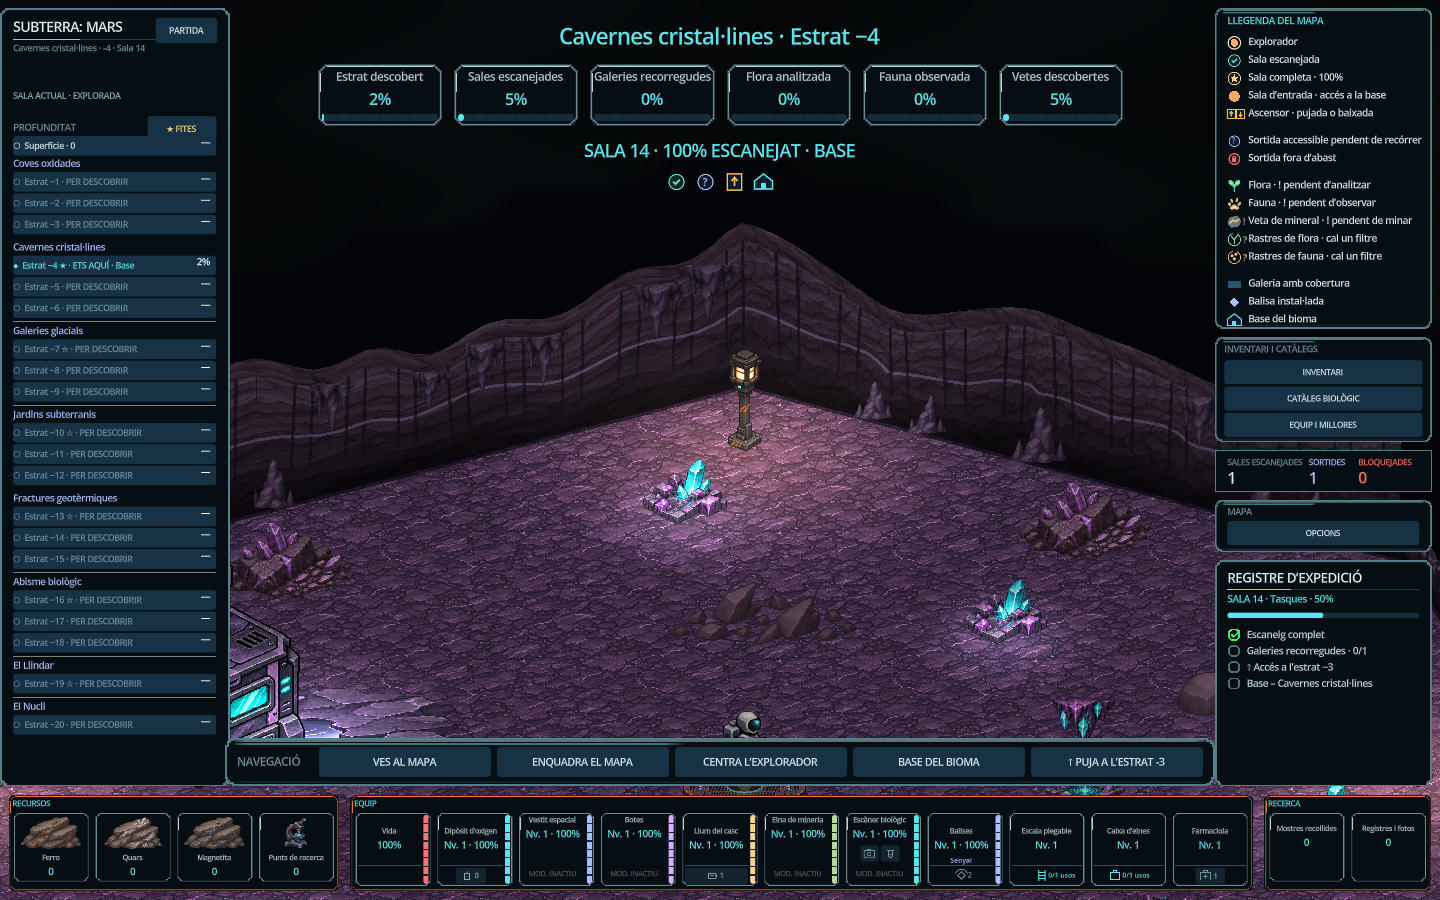 SUBTERRA: MARS
PARTIDA
Cavernes cristal·lines · -4 · Sala 14
SALA ACTUAL · EXPLORADA
PROFUNDITAT
★ FITES
Superfície · 0 —
Coves oxidades
Estrat −1 · PER DESCOBRIR —
Estrat −2 · PER DESCOBRIR —
Estrat −3 · PER DESCOBRIR —
Cavernes cristal·lines
Estrat −4 ★ · ETS AQUÍ · Base 2%
Estrat −5 · PER DESCOBRIR —
Estrat −6 · PER DESCOBRIR —
Galeries glacials
Estrat −7 ☆ · PER DESCOBRIR —
Estrat −8 · PER DESCOBRIR —
Estrat −9 · PER DESCOBRIR —
Jardins subterranis
Estrat −10 ☆ · PER DESCOBRIR —
Estrat −11 · PER DESCOBRIR —
Estrat −12 · PER DESCOBRIR —
Fractures geotèrmiques
Estrat −13 ☆ · PER DESCOBRIR —
Estrat −14 · PER DESCOBRIR —
Estrat −15 · PER DESCOBRIR —
Abisme biològic
Estrat −16 ☆ · PER DESCOBRIR —
Estrat −17 · PER DESCOBRIR —
Estrat −18 · PER DESCOBRIR —
El Llindar
Estrat −19 ☆ · PER DESCOBRIR —
El Nucli
Estrat −20 · PER DESCOBRIR —
Cavernes cristal·lines · Estrat −4
Estrat descobert
2%
Sales escanejades
5%
Galeries recorregudes
0%
Flora analitzada
0%
Fauna observada
0%
Vetes descobertes
5%
SALA 14 · 100% ESCANEJAT · BASE
LLEGENDA DEL MAPA
Explorador
Sala escanejada
Sala completa · 100%
Sala d'entrada · accés a la base
Ascensor · pujada o baixada
Sortida accessible pendent de recórrer
Sortida fora d'abast
Flora · ! pendent d'analitzar
Fauna · ! pendent d'observar
Veta de mineral · ! pendent de minar
Rastres de flora · cal un filtre
Rastres de fauna · cal un filtre
Galeria amb cobertura
Balisa instal·lada
Base del bioma
INVENTARI I CATÀLEGS
INVENTARI
CATÀLEG BIOLÒGIC
EQUIP I MILLORES
SALES ESCANEJADES SORTIDES BLOQUEJADES
1 1 0
MAPA
OPCIONS
REGISTRE D'EXPEDICIÓ
SALA 14 · Tasques · 50%
Escaneig complet
Galeries recorregudes · 0/1
↑ Accés a l'estrat −3
Base – Cavernes cristal·lines
NAVEGACIÓ
VES AL MAPA
ENQUADRA EL MAPA
CENTRA L'EXPLORADOR
BASE DEL BIOMA
↑ PUJA A L'ESTRAT -3
RECURSOS
Ferro
0
Quars
0
Magnetita
0
Punts de recerca
0
EQUIP
Vida
100%
Dipòsit d'oxigen
Nv. 1 · 100%
0
Vestit espacial
Nv. 1 · 100%
MOD. INACTIU
Botes
Nv. 1 · 100%
MOD. INACTIU
Llum del casc
Nv. 1 · 100%
1
Eina de mineria
Nv. 1 · 100%
MOD. INACTIU
Escàner biològic
Nv. 1 · 100%
MOD. INACTIU
Balises
Nv. 1 · 100%
Senyal
2
Escala plegable
Nv. 1
0/1 usos
Caixa d'eines
Nv. 1
0/1 usos
Farmaciola
Nv. 1
1
RECERCA
Mostres recollides
0
Registres i fotos
0